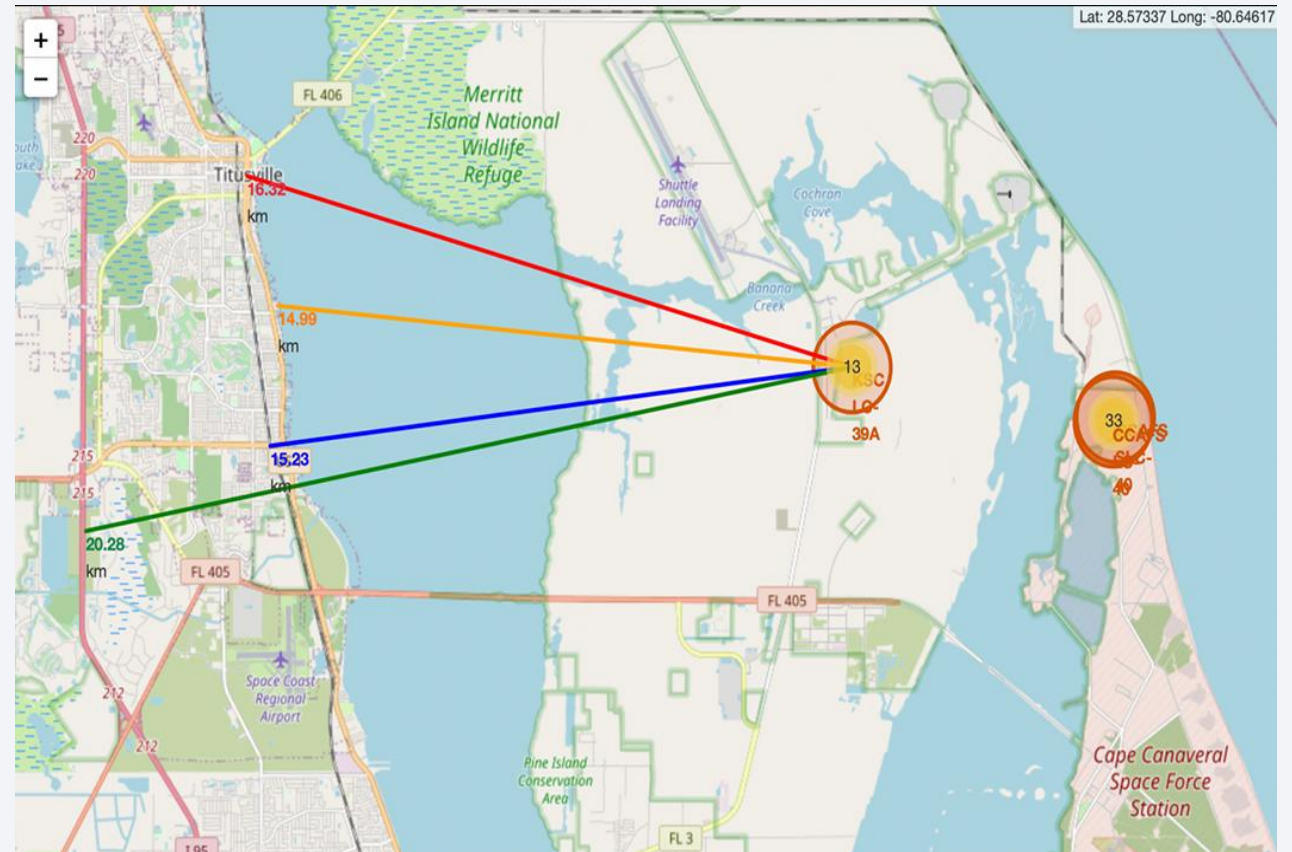 Lat: 28.57337 Long: -80.64617
+
−
5
FL 406
Merritt
Island National
Wildlife
Refuge
220
220
Titusville
16.32
km
Shuttle
Landing
Facility
Cochran
Cove
Banana
Creek
14.99
km
13
KSC
LC-
39A
33
CCAFS
SLC-
40
215
215
15.23
km
20.28
km
FL 405
FL 405
212
212
Space Coast
Regional
Airport
Pine Island
Conservation
Area
Cape Canaveral
Space Force
Station
FL 3
I 95